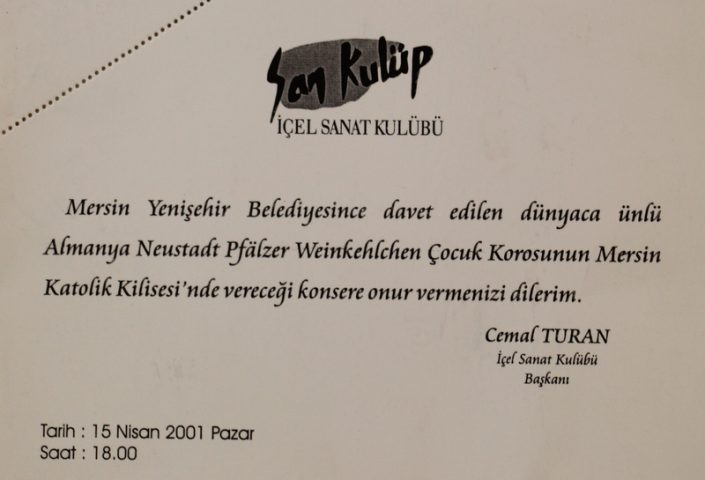 San Kulüp
İÇEL SANAT KULÜBÜ
Mersin Yenişehir Belediyesince davet edilen dünyaca ünlü
Almanya Neustadt Pfälzer Weinkehlchen Çocuk Korosunun Mersin
Katolik Kilisesi'nde vereceği konsere onur vermenizi dilerim.
Cemal TURAN
İçel Sanat Kulübü
Başkanı
Tarih : 15 Nisan 2001 Pazar
Saat : 18.00